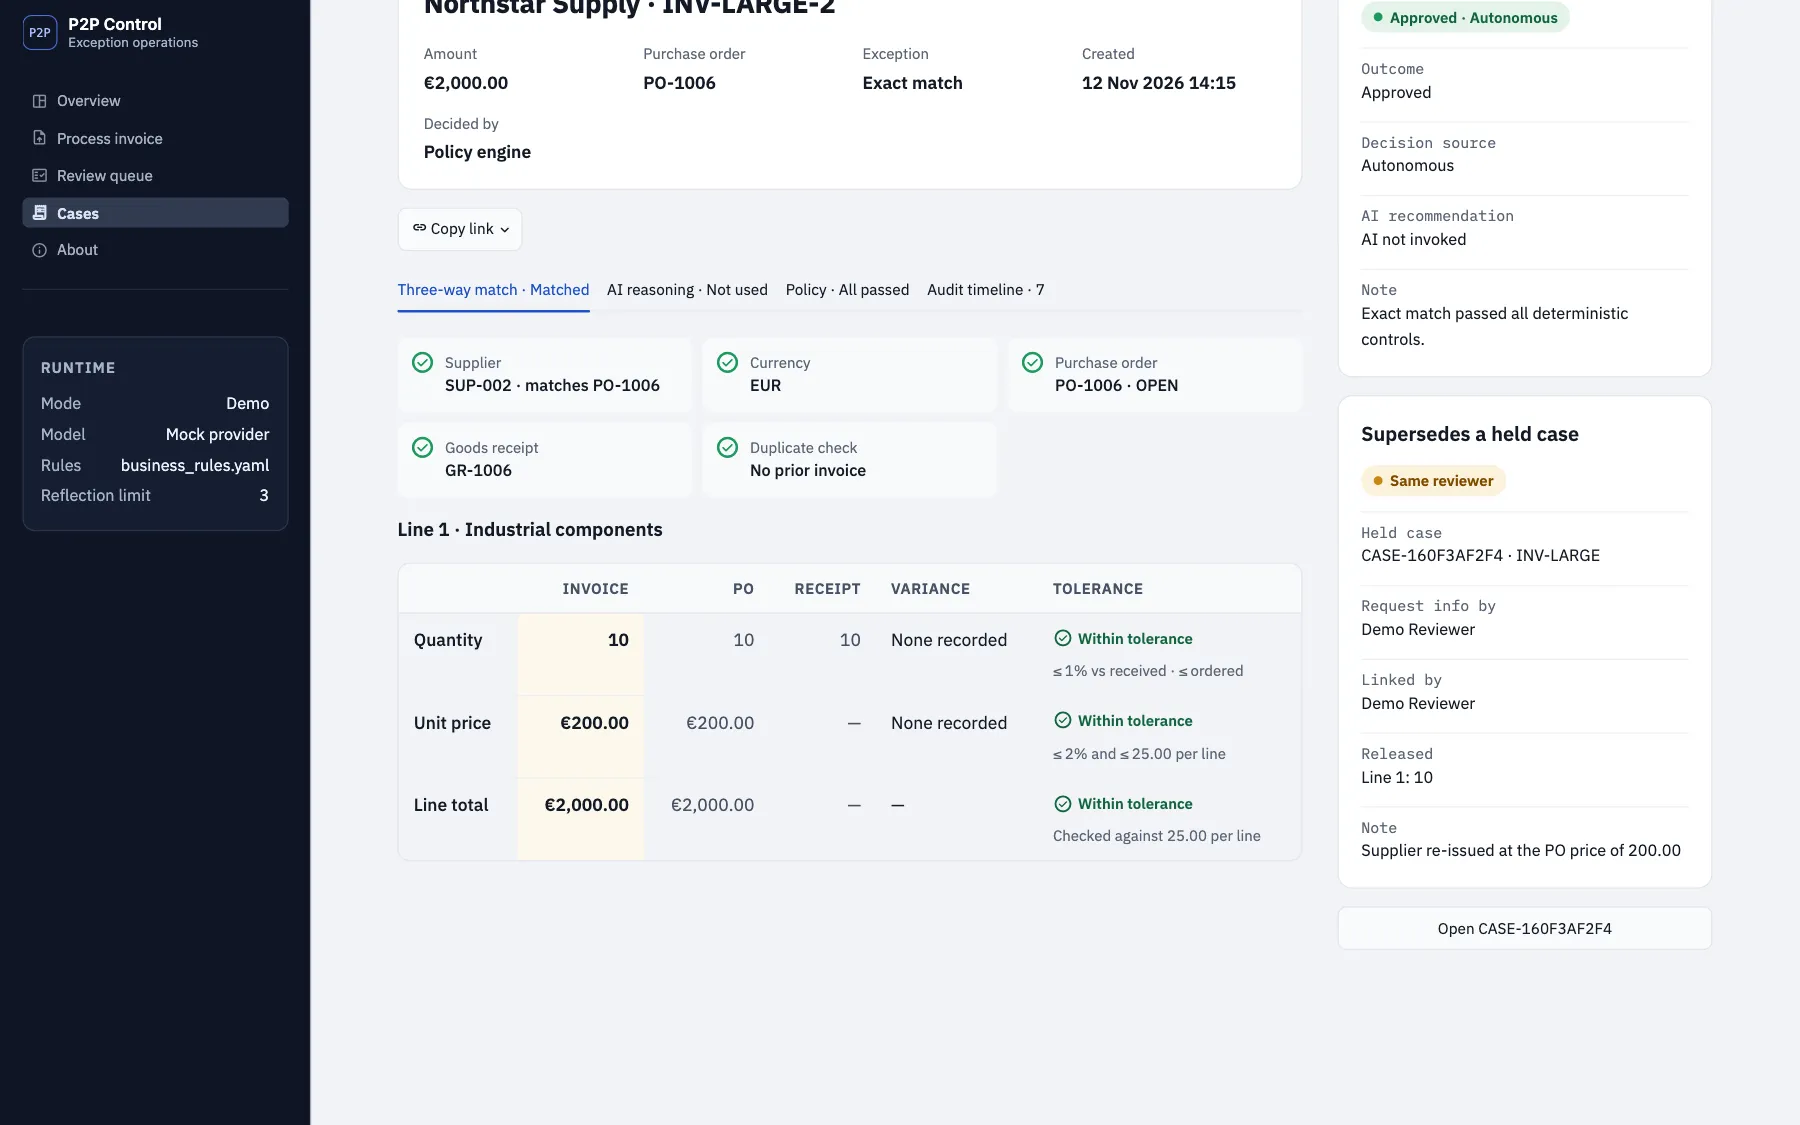 P2P
P2P Control
Exception operations
Overview
Process invoice
Review queue
Cases
About
RUNTIME
Mode Demo
Model Mock provider
Rules business_rules.yaml
Reflection limit 3
Northstar Supply · INV-LARGE-2
Amount Purchase order Exception Created
€2,000.00 PO-1006 Exact match 12 Nov 2026 14:15
Decided by
Policy engine
Copy link
Three-way match · Matched AI reasoning · Not used Policy · All passed Audit timeline · 7
Supplier
SUP-002 · matches PO-1006
Currency
EUR
Purchase order
PO-1006 · OPEN
Goods receipt
GR-1006
Duplicate check
No prior invoice
Line 1 · Industrial components
INVOICE PO RECEIPT VARIANCE TOLERANCE
Quantity 10 10 10 None recorded Within tolerance
≤ 1% vs received · ≤ ordered
Unit price €200.00 €200.00 — None recorded Within tolerance
≤ 2% and ≤ 25.00 per line
Line total €2,000.00 €2,000.00 — — Within tolerance
Checked against 25.00 per line
Approved · Autonomous
Outcome
Approved
Decision source
Autonomous
AI recommendation
AI not invoked
Note
Exact match passed all deterministic
controls.
Supersedes a held case
Same reviewer
Held case
CASE-160F3AF2F4 · INV-LARGE
Request info by
Demo Reviewer
Linked by
Demo Reviewer
Released
Line 1: 10
Note
Supplier re-issued at the PO price of 200.00
Open CASE-160F3AF2F4